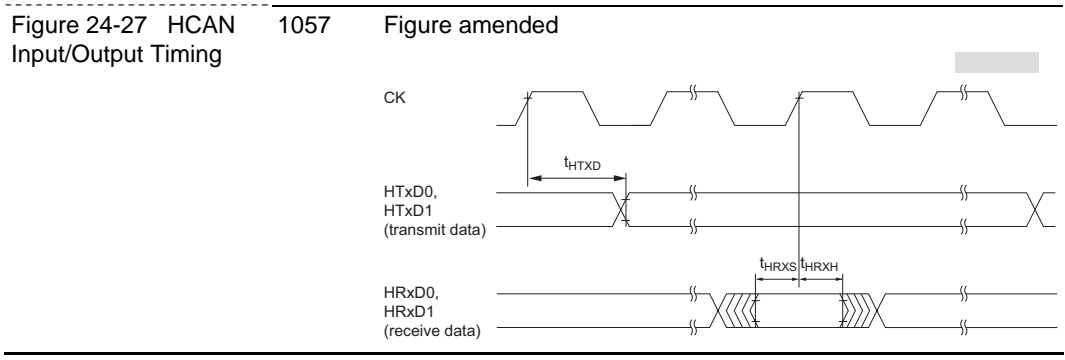 Figure 24-27 HCAN 1057 Figure amended
Input/Output Timing
CK
tHTXD
HTxD0,
HTxD1
(transmit data)
tHRXS tHRXH
HRxD0,
HRxD1
(receive data)